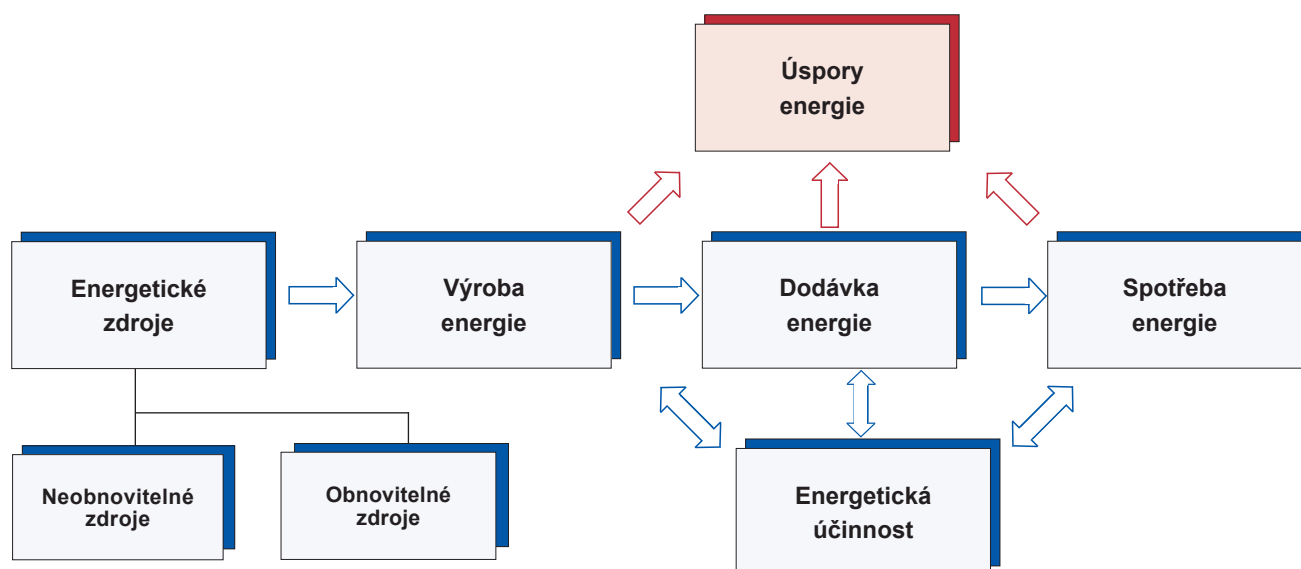 Úspory
energie
Energetické
zdroje
Výroba
energie
Dodávka
energie
Spotřeba
energie
Neobnovitelné
zdroje
Obnovitelné
zdroje
Energetická
účinnost